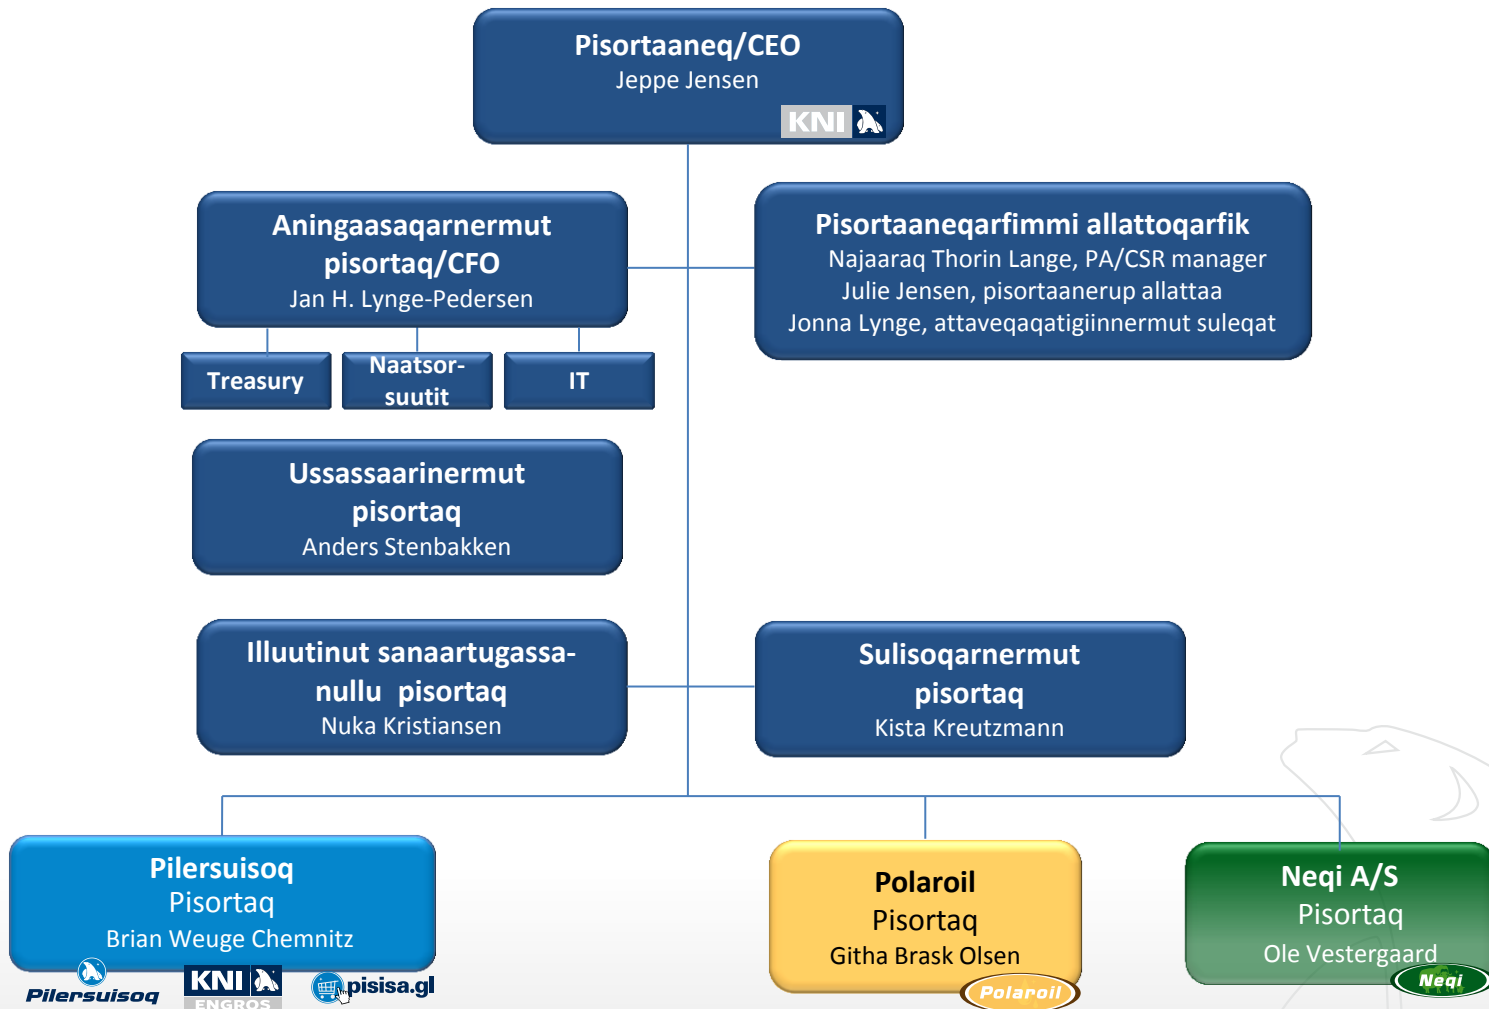 Pisortaaneq/CEO
Jeppe Jensen
KNI
Aningaasaqarnermut
pisortaq/CFO
Jan H. Lynge-Pedersen
Pisortaaneqarfimmi allattoqarfik
Najaaraq Thorin Lange, PA/CSR manager
Julie Jensen, pisortaanerup allattaa
Jonna Lynge, attaveqaqatigiinnermut suleqat
Treasury
Naatsor-
suutit
IT
Ussassaarinermut
pisortaq
Anders Stenbakken
Illuutinut sanaartugassa-
nullu pisortaq
Nuka Kristiansen
Sulisoqarnermut
pisortaq
Kista Kreutzmann
Pilersuisoq
Pisortaq
Brian Weuge Chemnitz
Pilersuisoq
KNI
ENGROS
pisisa.gl
Polaroil
Pisortaq
Githa Brask Olsen
Polaroil
Neqi A/S
Pisortaq
Ole Vestergaard
Neqi